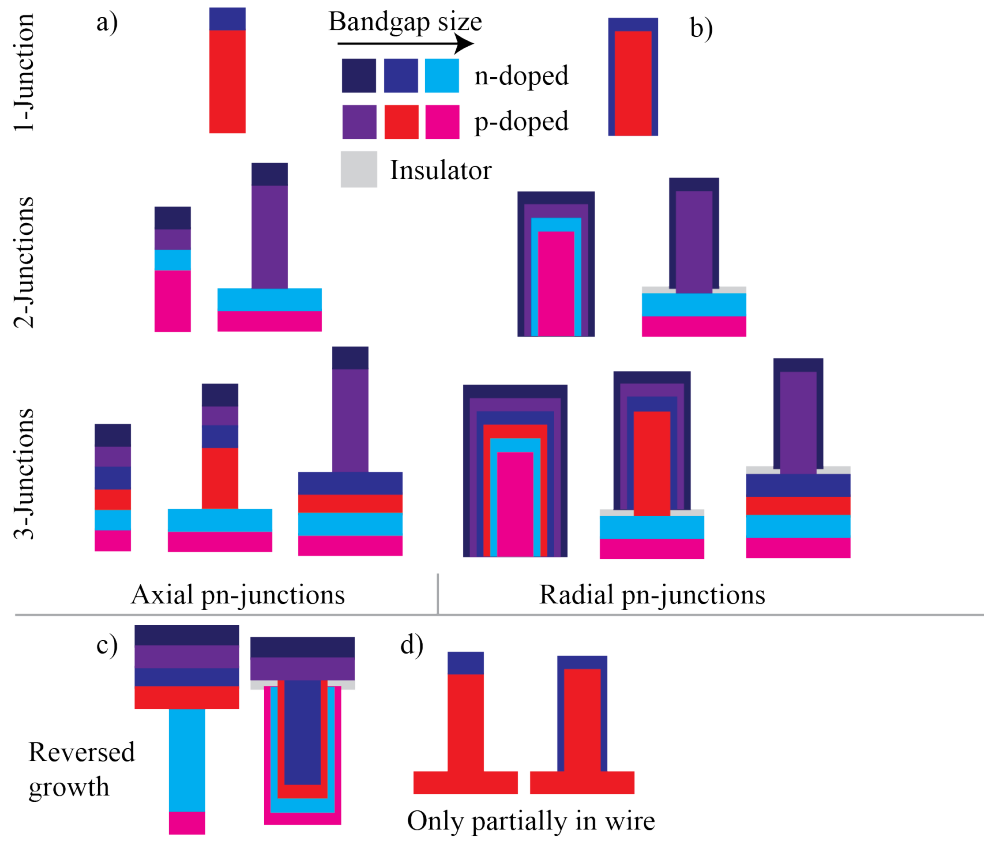 a)
Bandgap size
b)
1-Junction
n-doped
p-doped
Insulator
2-Junctions
3-Junctions
Axial pn-junctions
Radial pn-junctions
c)
d)
Reversed
growth
Only partially in wire